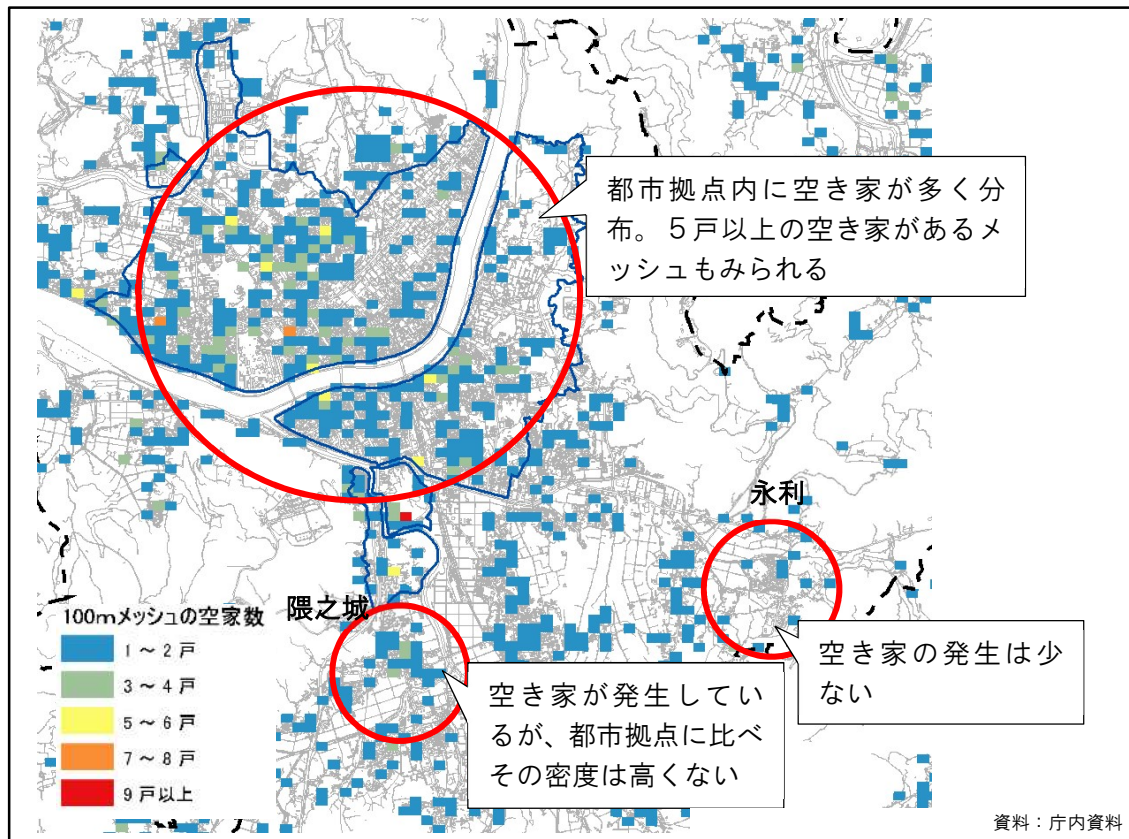 都市拠点内に空き家が多く分
布。５戸以上の空き家があるメ
ッシュもみられる
永利
空き家の発生は少
ない
隈之城
空き家が発生してい
るが、都市拠点に比べ
その密度は高くない
100mメッシュの空家数
1～2戸
3～4戸
5～6戸
7～8戸
9戸以上
資料：庁内資料